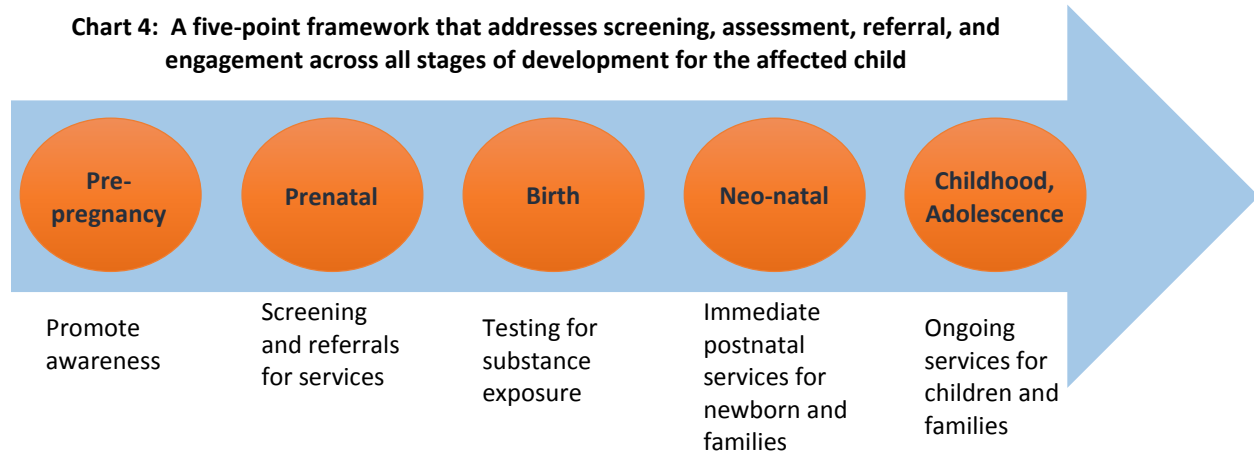 Chart 4:  A five-point framework that addresses screening, assessment, referral, and
engagement across all stages of development for the affected child
Pre-
pregnancy
Prenatal
Birth
Neo-natal
Childhood,
Adolescence
Promote
awareness
Screening
and referrals
for services
Testing for
substance
exposure
Immediate
postnatal
services for
newborn and
families
Ongoing
services for
children and
families